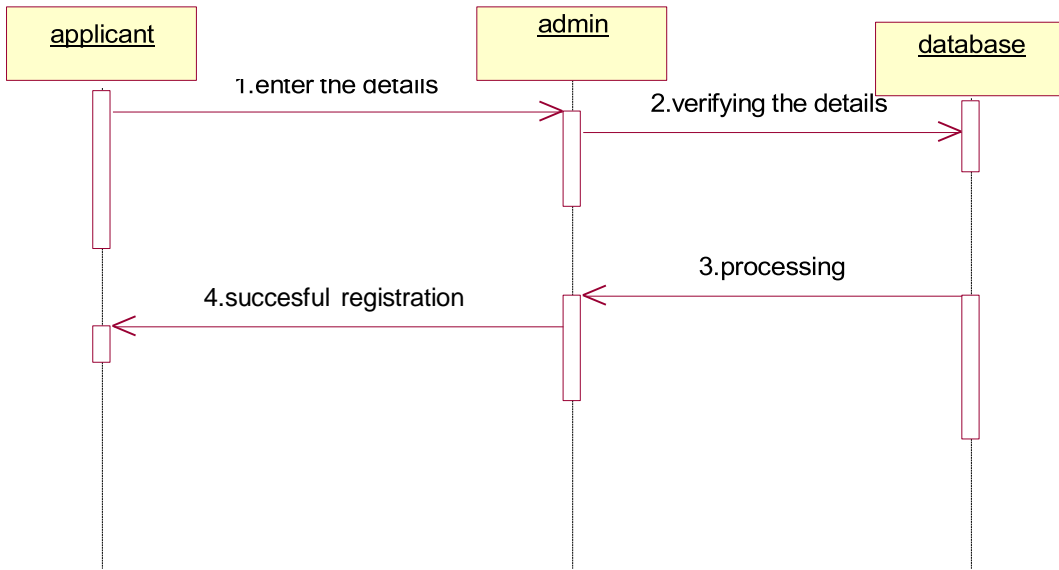 applicant
admin
database
1.enter the details
2.verifying the details
3.processing
4.succesful registration